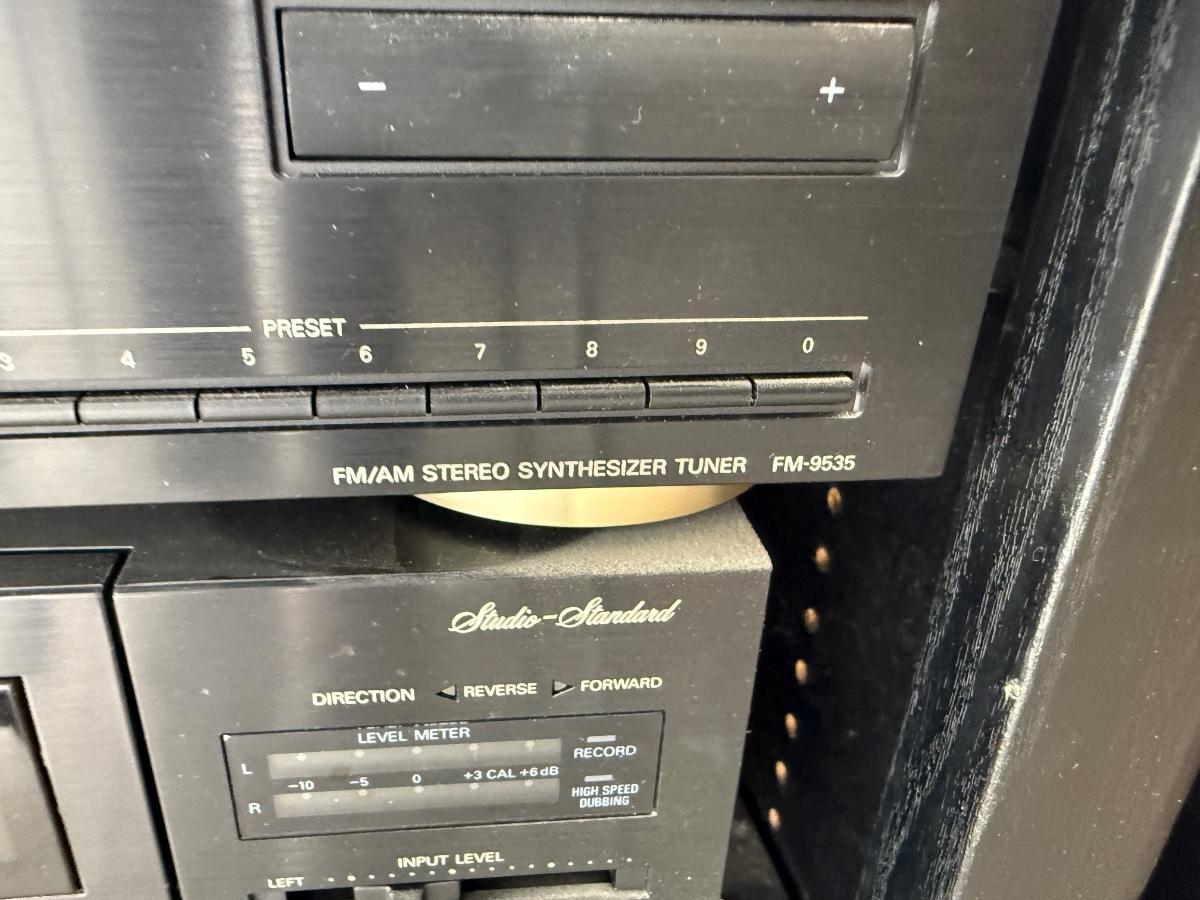 - +
PRESET
3 4 5 6 7 8 9 0
FM/AM STEREO SYNTHESIZER TUNER FM-9535
Studio-Standard
DIRECTION ◀ REVERSE ▶ FORWARD
LEVEL METER
L
-10 -5 0 +3 CAL +6dB
R
RECORD
HIGH SPEED
DUBBING
INPUT LEVEL
LEFT